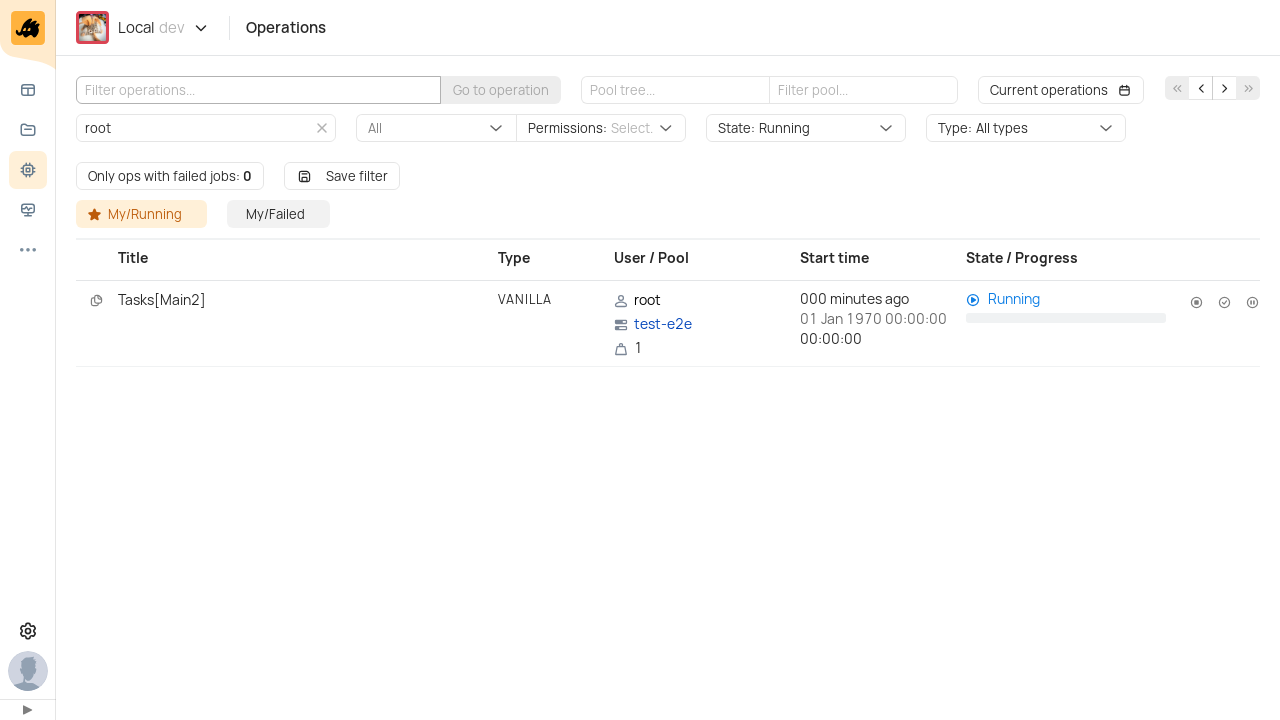 Local dev Operations
Filter operations... Go to operation Pool tree... Filter pool... Current operations
root All Permissions: Select... State: Running Type: All types
Only ops with failed jobs: 0 Save filter
My/Running My/Failed
Title Type User / Pool Start time State / Progress
Tasks[Main2] VANILLA root 000 minutes ago Running
test-e2e 01 Jan 1970 00:00:00
1 00:00:00